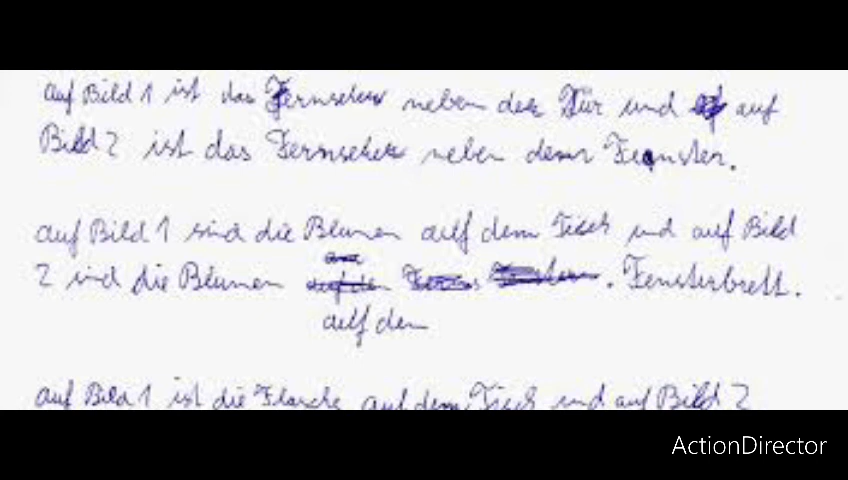 auf Bild 1 ist das Fernseher neben der Tür und auf
Bild 2 ist das Fernseher neben dem Fenster.
auf Bild 1 sind die Blumen auf dem Tisch und auf Bild
2 ind die Blumen . Fensterbrett.
auf den
auf Bild 1 ist die Flasche auf dem Tisch und auf Bild 2
ActionDirector